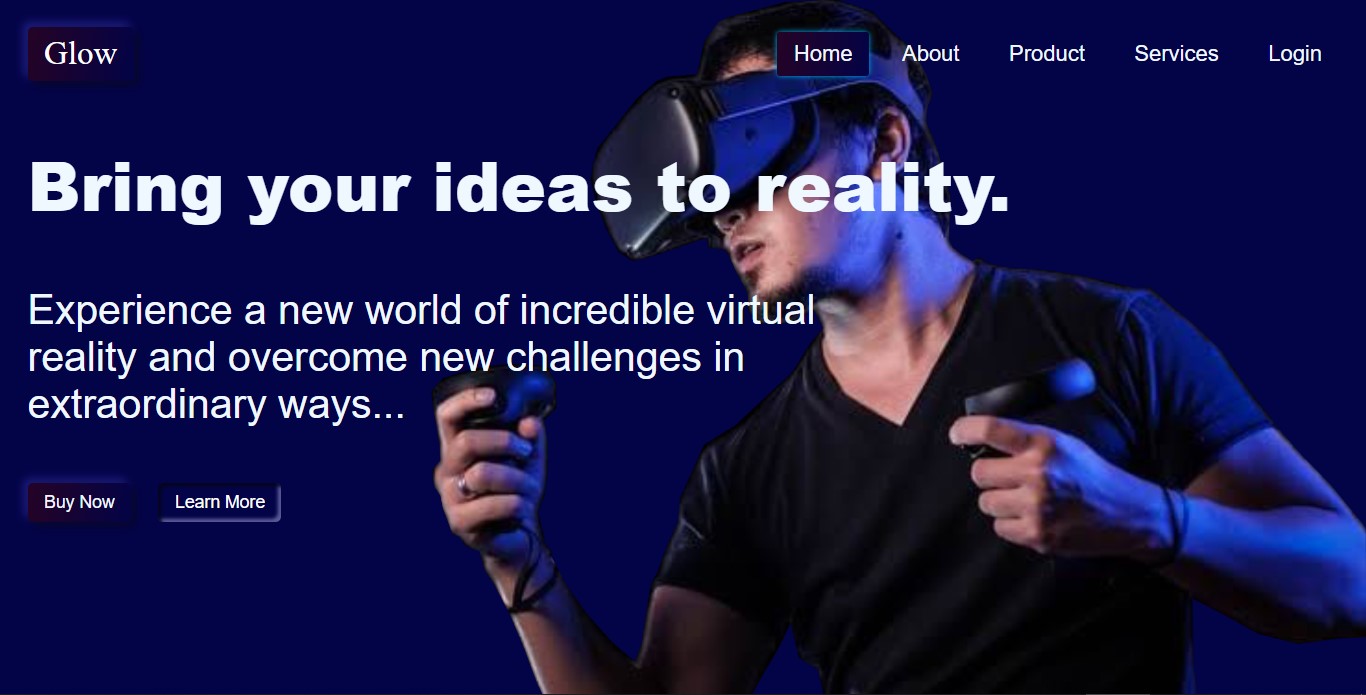 Glow
Home About Product Services Login
Bring your ideas to reality.
Experience a new world of incredible virtual
reality and overcome new challenges in
extraordinary ways...
Buy Now Learn More